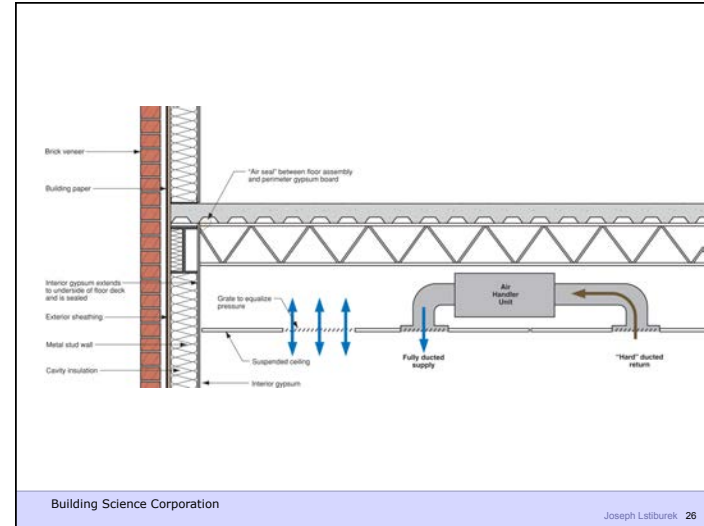 Brick veneer
Building paper
"Air seal" between floor assembly
and perimeter gypsum board
Interior gypsum extends
to underside of floor deck
and is sealed
Exterior sheathing
Metal stud wall
Cavity insulation
Grate to equalize
pressure
Suspended ceiling
Interior gypsum
Air
Handler
Unit
Fully ducted
supply
"Hard" ducted
return
Building Science Corporation
Joseph Lstiburek 26